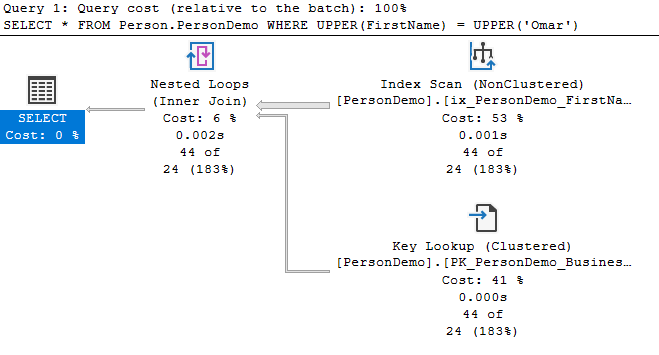 Query 1: Query cost (relative to the batch): 100%
SELECT * FROM Person.PersonDemo WHERE UPPER(FirstName) = UPPER('Omar')
SELECT
Cost: 0 %
Nested Loops
(Inner Join)
Cost: 6 %
0.002s
44 of
24 (183%)
Index Scan (NonClustered)
[PersonDemo].[ix_PersonDemo_FirstNa…
Cost: 53 %
0.001s
44 of
24 (183%)
Key Lookup (Clustered)
[PersonDemo].[PK_PersonDemo_Busines…
Cost: 41 %
0.000s
44 of
24 (183%)